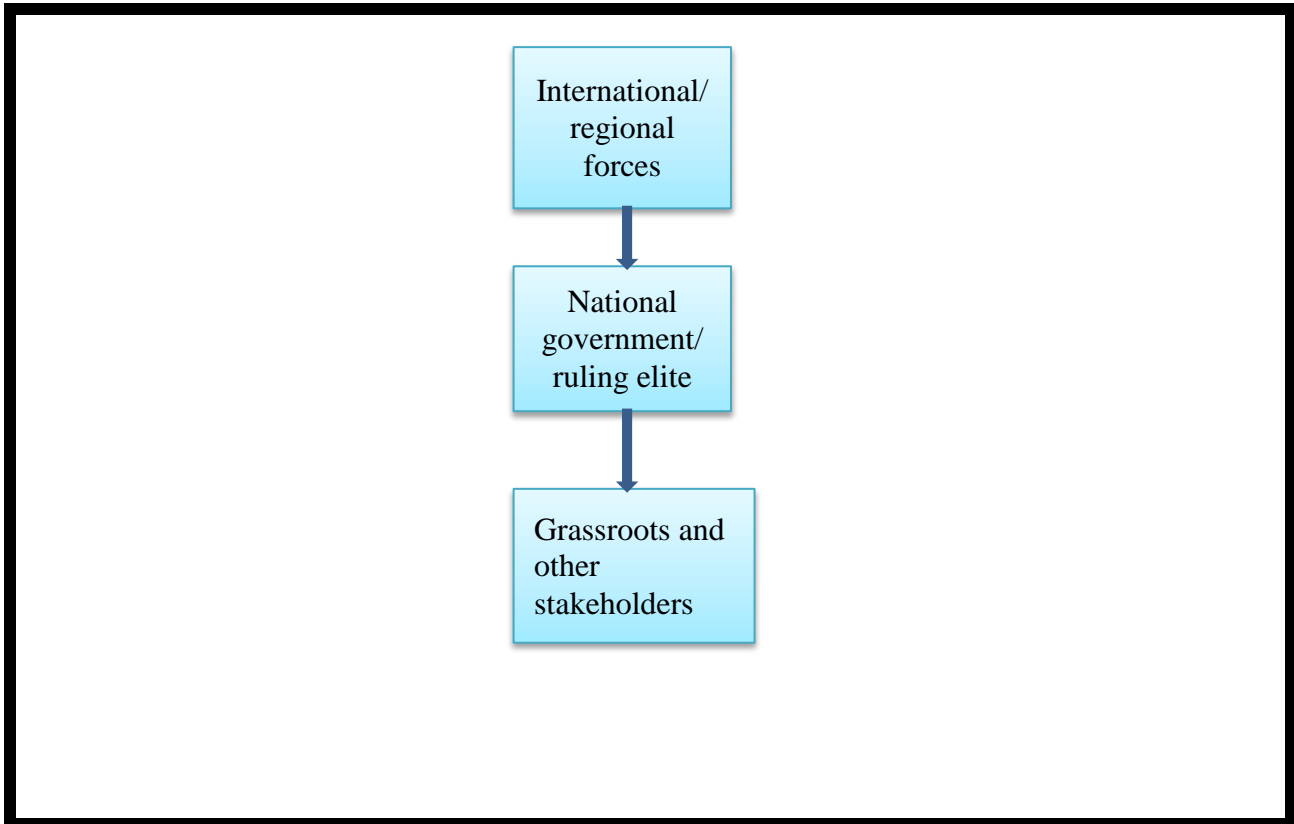 International/
regional
forces
National
government/
ruling elite
Grassroots and
other
stakeholders